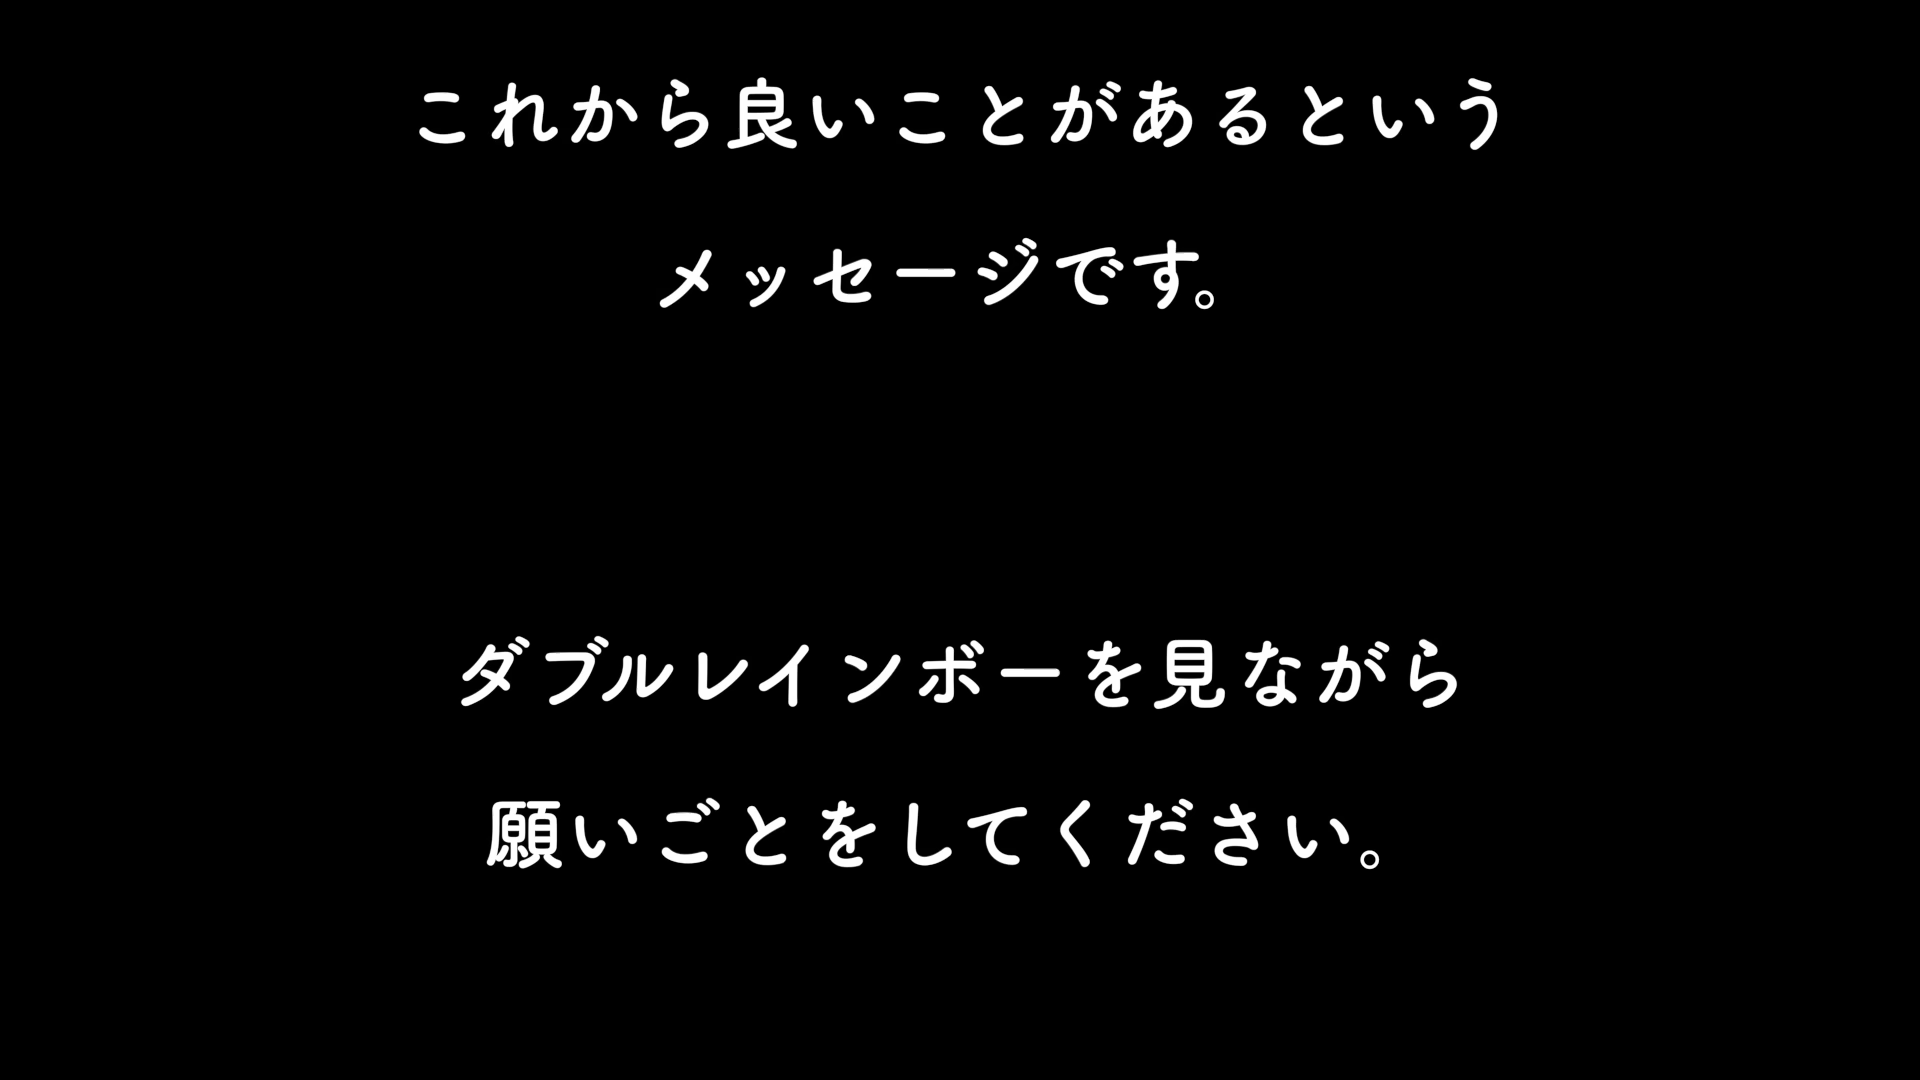 これから良いことがあるという
メッセージです。
ダブルレインボーを見ながら
願いごとをしてください。